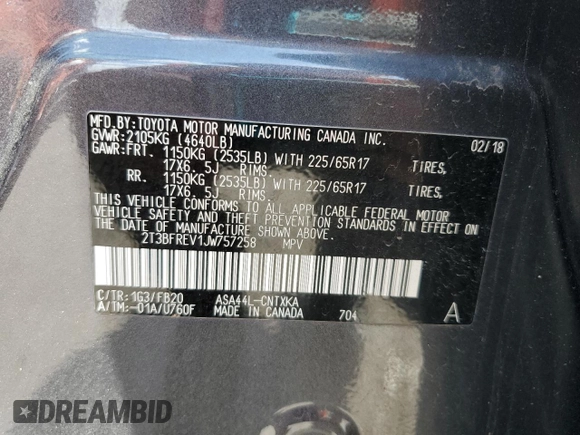 MFD.BY:TOYOTA MOTOR MANUFACTURING CANADA INC.
GVWR:2105KG (4640LB) 02/18
GAWR:FRT. 1150KG (2535LB) WITH 225/65R17 TIRES,
17X6. 5J RIMS.
RR. 1150KG (2535LB) WITH 225/65R17 TIRES,
17X6. 5J RIMS.
THIS VEHICLE CONFORMS TO ALL APPLICABLE FEDERAL MOTOR
VEHICLE SAFETY AND THEFT PREVENTION STANDARDS IN EFFECT ON
THE DATE OF MANUFACTURE SHOWN ABOVE.
2T3BFREV1JW757258 MPV
C/TR:1G3/FB20 ASA44L-CNTXKA
A/TM:-01A/U760F MADE IN CANADA 704 A
DREAMBID